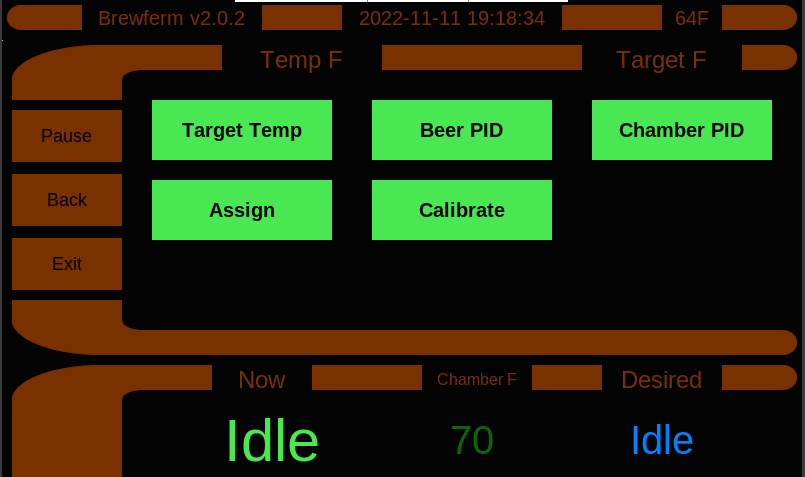 Brewferm v2.0.2 2022-11-11 19:18:34 64F
Temp F Target F
Pause
Target Temp Beer PID Chamber PID
Back
Assign Calibrate
Exit
Now Chamber F Desired
Idle 70 Idle